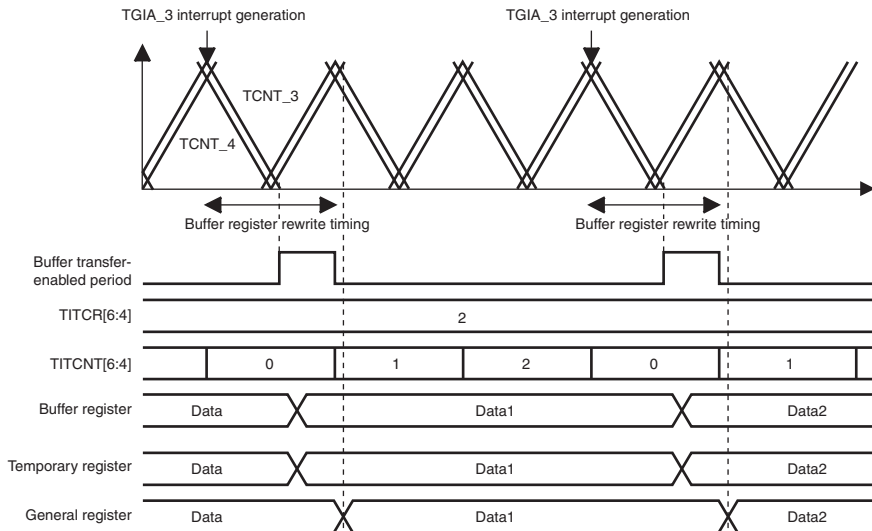 TGIA_3 interrupt generation TGIA_3 interrupt generation
TCNT_3
TCNT_4
Buffer register rewrite timing Buffer register rewrite timing
Buffer transfer-
enabled period
TITCR[6:4] 2
TITCNT[6:4] 0 1 2 0 1
Buffer register Data Data1 Data2
Temporary register Data Data1 Data2
General register Data Data1 Data2